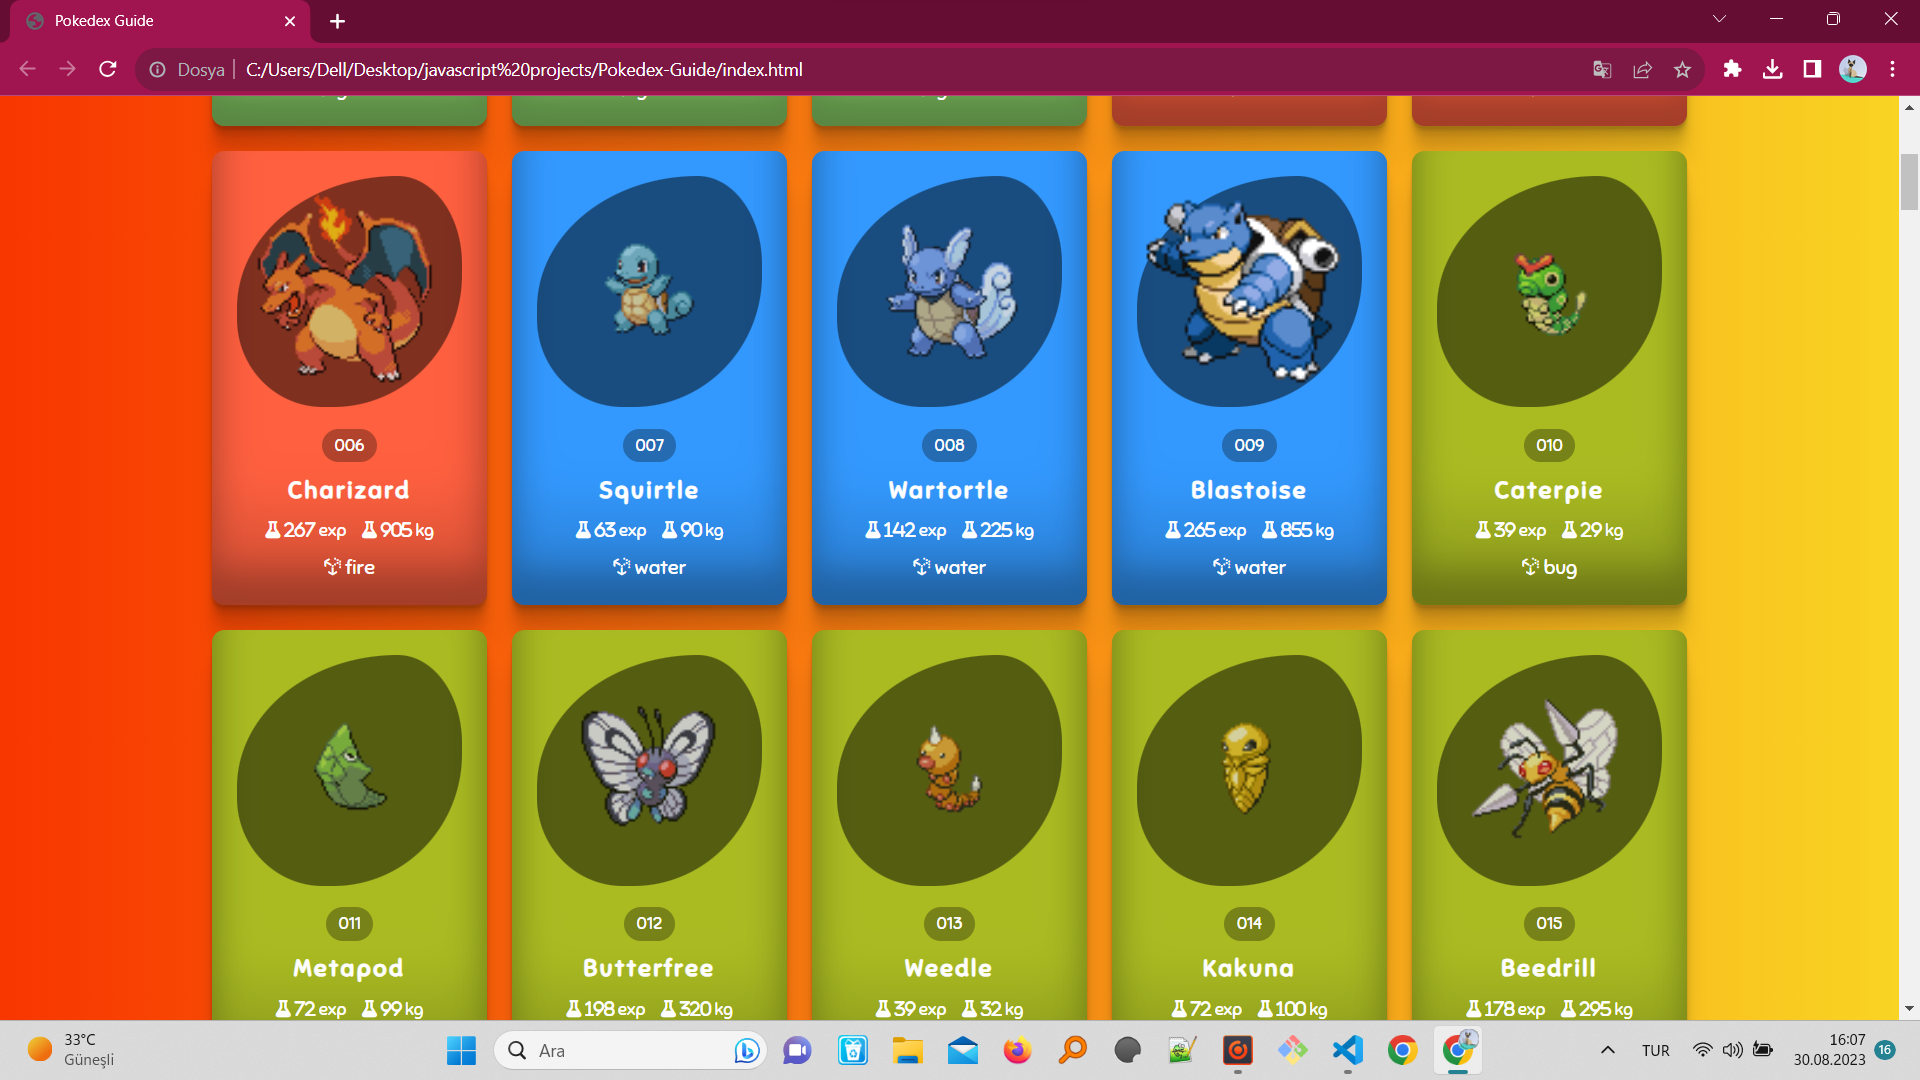 Pokedex Guide
Dosya C:/Users/Dell/Desktop/javascript%20projects/Pokedex-Guide/index.html
006 007 008 009 010
Charizard Squirtle Wartortle Blastoise Caterpie
267 exp 905 kg 63 exp 90 kg 142 exp 225 kg 265 exp 855 kg 39 exp 29 kg
fire water water water bug
011 012 013 014 015
Metapod Butterfree Weedle Kakuna Beedrill
72 exp 99 kg 198 exp 320 kg 39 exp 32 kg 72 exp 100 kg 178 exp 295 kg
33°C
Güneşli
Ara
TUR
16:07
30.08.2023
16